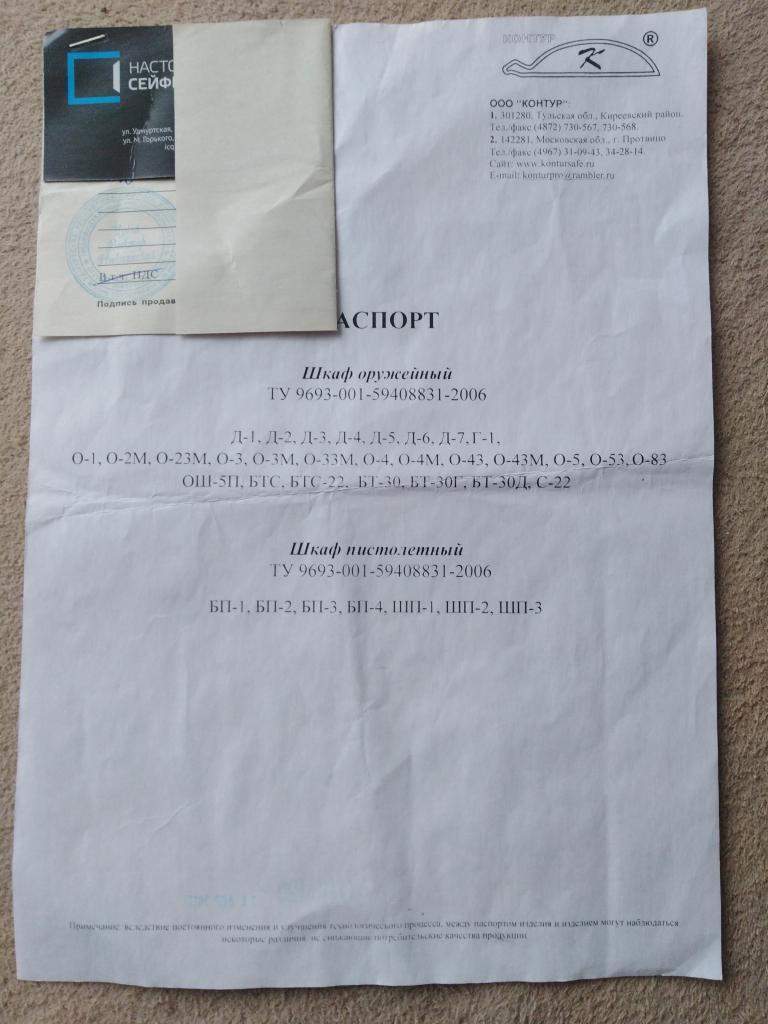 НАСТО
СЕЙФ
ул. Удмуртская,
ул. М. Горького,
icq
В.т.ч. НДС
Подпись продав
КОНТУР
К
®
ООО "КОНТУР":
1. 301280, Тульская обл., Киреевский район.
Тел./факс (4872) 730-567, 730-568.
2. 142281, Московская обл., г. Протвино
Тел./факс (4967) 31-09-43, 34-28-14.
Сайт: www.kontursafe.ru
E-mail: konturpro@rambler.ru
АСПОРТ
Шкаф оружейный
ТУ 9693-001-59408831-2006
Д-1, Д-2, Д-3, Д-4, Д-5, Д-6, Д-7, Г-1,
О-1, О-2М, О-23М, О-3, О-3М, О-33М, О-4, О-4М, О-43, О-43М, О-5, О-53, О-83
ОШ-5П, БТС, БТС-22, БТ-30, БТ-30Г, БТ-30Д, С-22
Шкаф пистолетный
ТУ 9693-001-59408831-2006
БП-1, БП-2, БП-3, БП-4, ШП-1, ШП-2, ШП-3
Примечание: вследствие постоянного изменения и улучшения технологического процесса, между паспортом изделия и изделием могут наблюдаться
некоторые различия, не снижающие потребительские качества продукции.